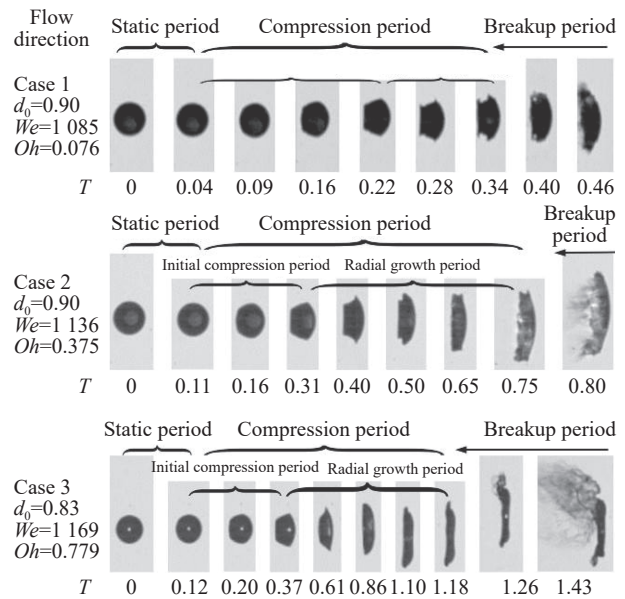 Flow
direction
Static period
Compression period
Breakup period
Case 1
d₀=0.90
We=1 085
Oh=0.076
T 0 0.04 0.09 0.16 0.22 0.28 0.34 0.40 0.46
Static period
Compression period
Breakup
period
Initial compression period
Radial growth period
Case 2
d₀=0.90
We=1 136
Oh=0.375
T 0 0.11 0.16 0.31 0.40 0.50 0.65 0.75 0.80
Static period
Compression period
Breakup period
Initial compression period
Radial growth period
Case 3
d₀=0.83
We=1 169
Oh=0.779
T 0 0.12 0.20 0.37 0.61 0.86 1.10 1.18 1.26 1.43